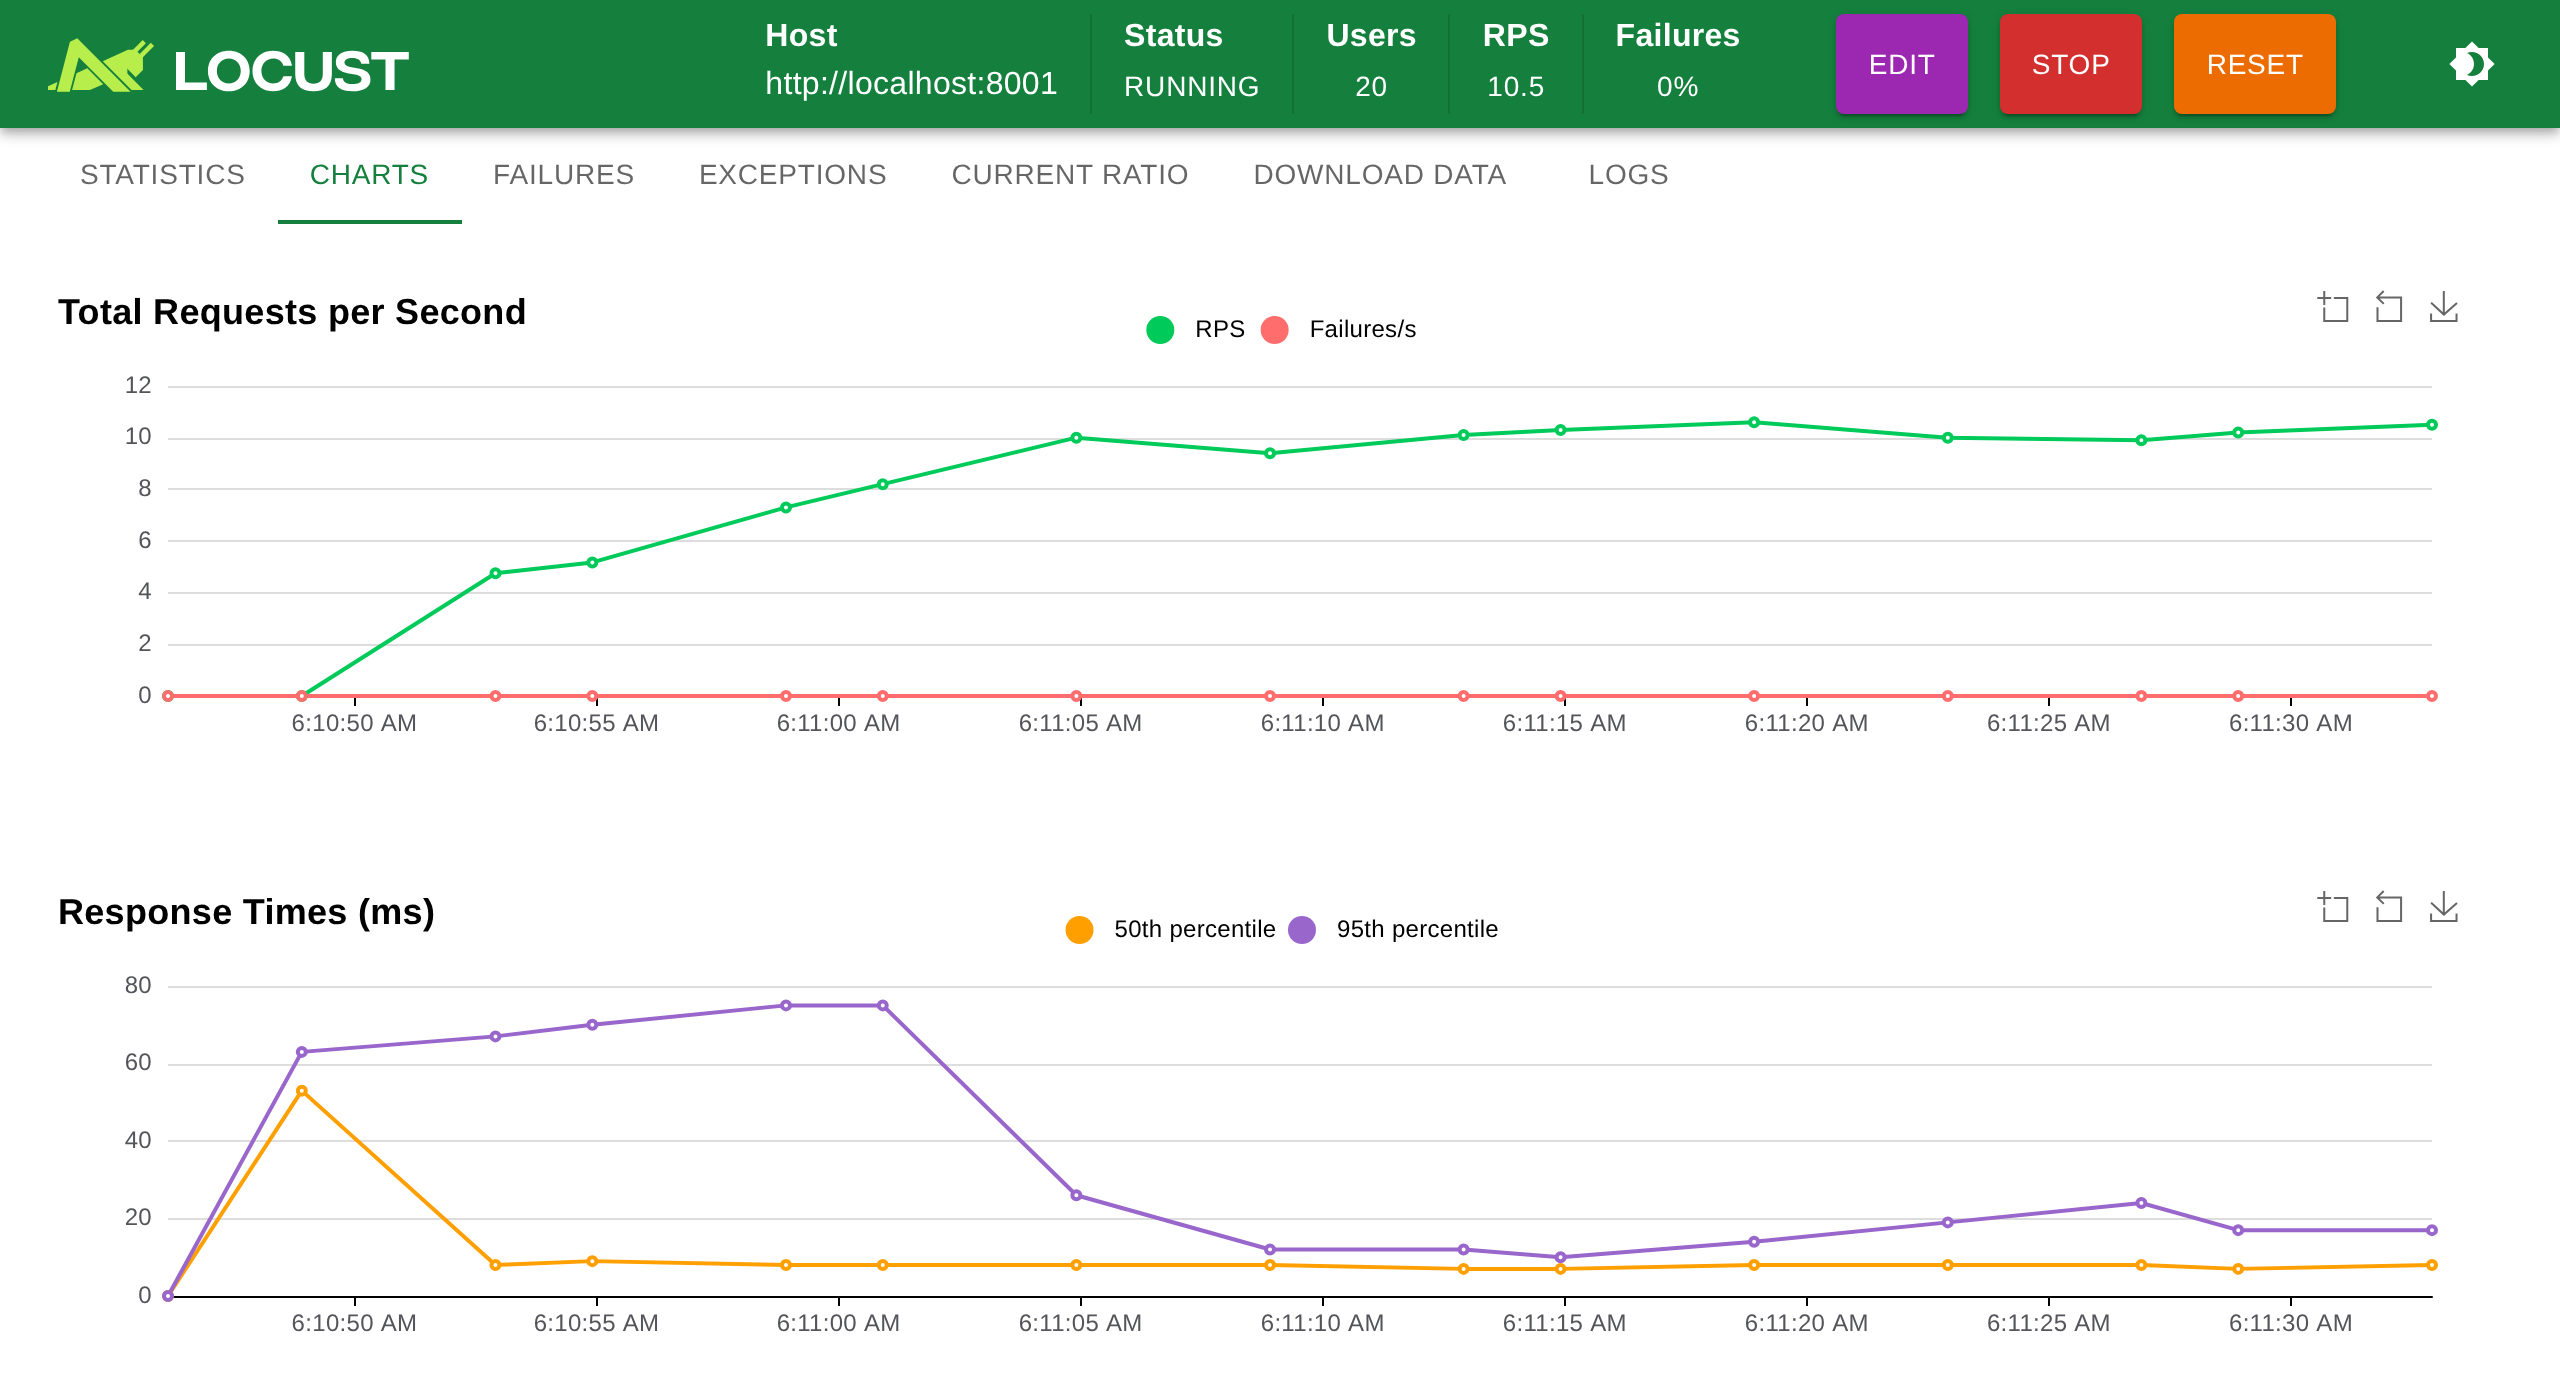 LOCUST
Host
http://localhost:8001
Status
RUNNING
Users
20
RPS
10.5
Failures
0%
EDIT
STOP
RESET
STATISTICS CHARTS FAILURES EXCEPTIONS CURRENT RATIO DOWNLOAD DATA LOGS
Total Requests per Second
RPS Failures/s
12
10
8
6
4
2
0
6:10:50 AM 6:10:55 AM 6:11:00 AM 6:11:05 AM 6:11:10 AM 6:11:15 AM 6:11:20 AM 6:11:25 AM 6:11:30 AM
Response Times (ms)
50th percentile 95th percentile
80
60
40
20
0
6:10:50 AM 6:10:55 AM 6:11:00 AM 6:11:05 AM 6:11:10 AM 6:11:15 AM 6:11:20 AM 6:11:25 AM 6:11:30 AM